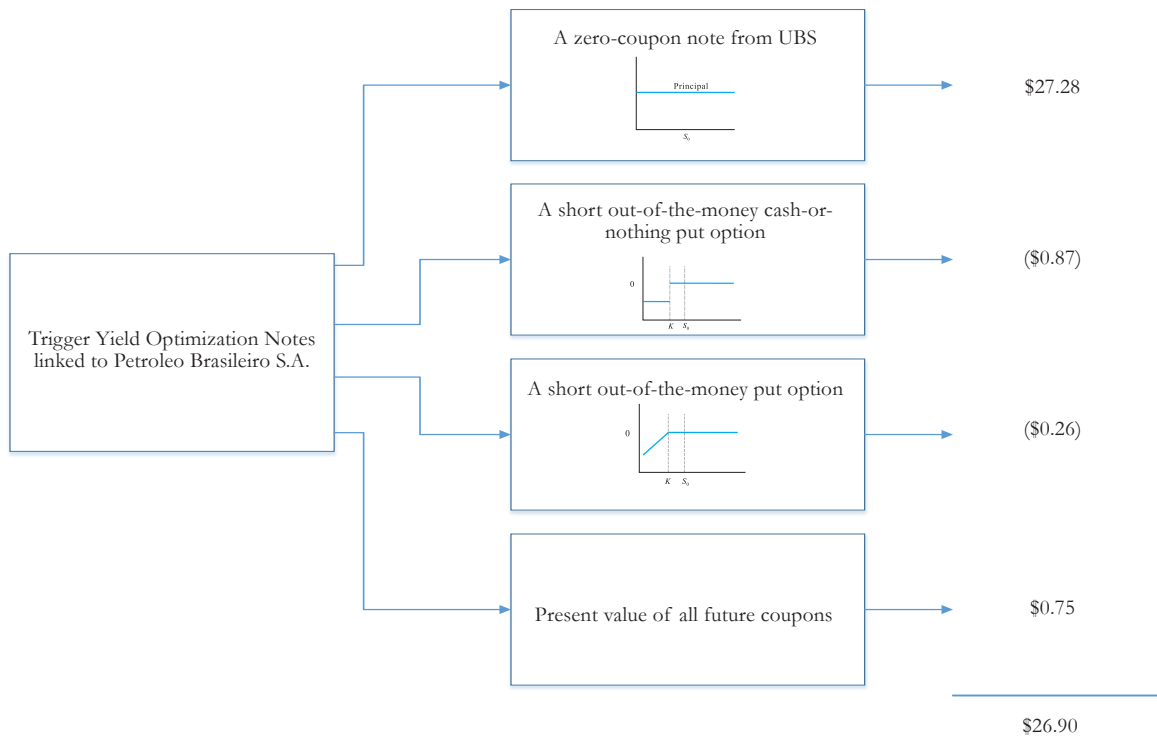 A zero-coupon note from UBS
Principal
S₀
$27.28
A short out-of-the-money cash-or-
nothing put option
0
K S₀
($0.87)
Trigger Yield Optimization Notes
linked to Petroleo Brasileiro S.A.
A short out-of-the-money put option
0
K S₀
($0.26)
Present value of all future coupons
$0.75
$26.90